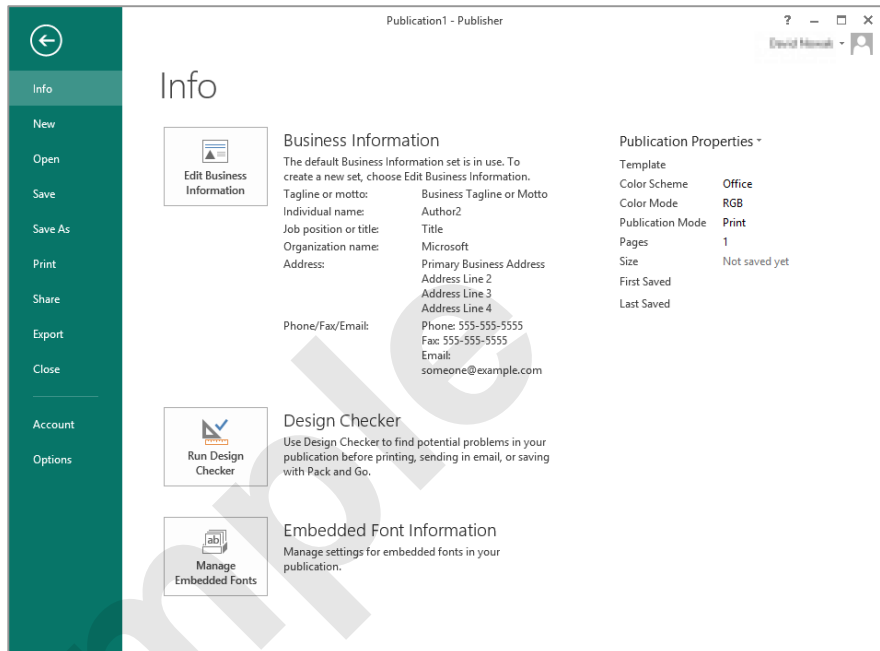 Publication1 - Publisher
? – □ ×
Info
New
Open
Save
Save As
Print
Share
Export
Close
Account
Options
Info
Edit Business
Information
Business Information
The default Business Information set is in use. To
create a new set, choose Edit Business Information.
Tagline or motto: Business Tagline or Motto
Individual name: Author2
Job position or title: Title
Organization name: Microsoft
Address: Primary Business Address
Address Line 2
Address Line 3
Address Line 4
Phone/Fax/Email: Phone: 555-555-5555
Fax: 555-555-5555
Email:
someone@example.com
Run Design
Checker
Design Checker
Use Design Checker to find potential problems in your
publication before printing, sending in email, or saving
with Pack and Go.
ab
Manage
Embedded Fonts
Embedded Font Information
Manage settings for embedded fonts in your
publication.
Publication Properties
Template
Color Scheme Office
Color Mode RGB
Publication Mode Print
Pages 1
Size Not saved yet
First Saved
Last Saved
mple